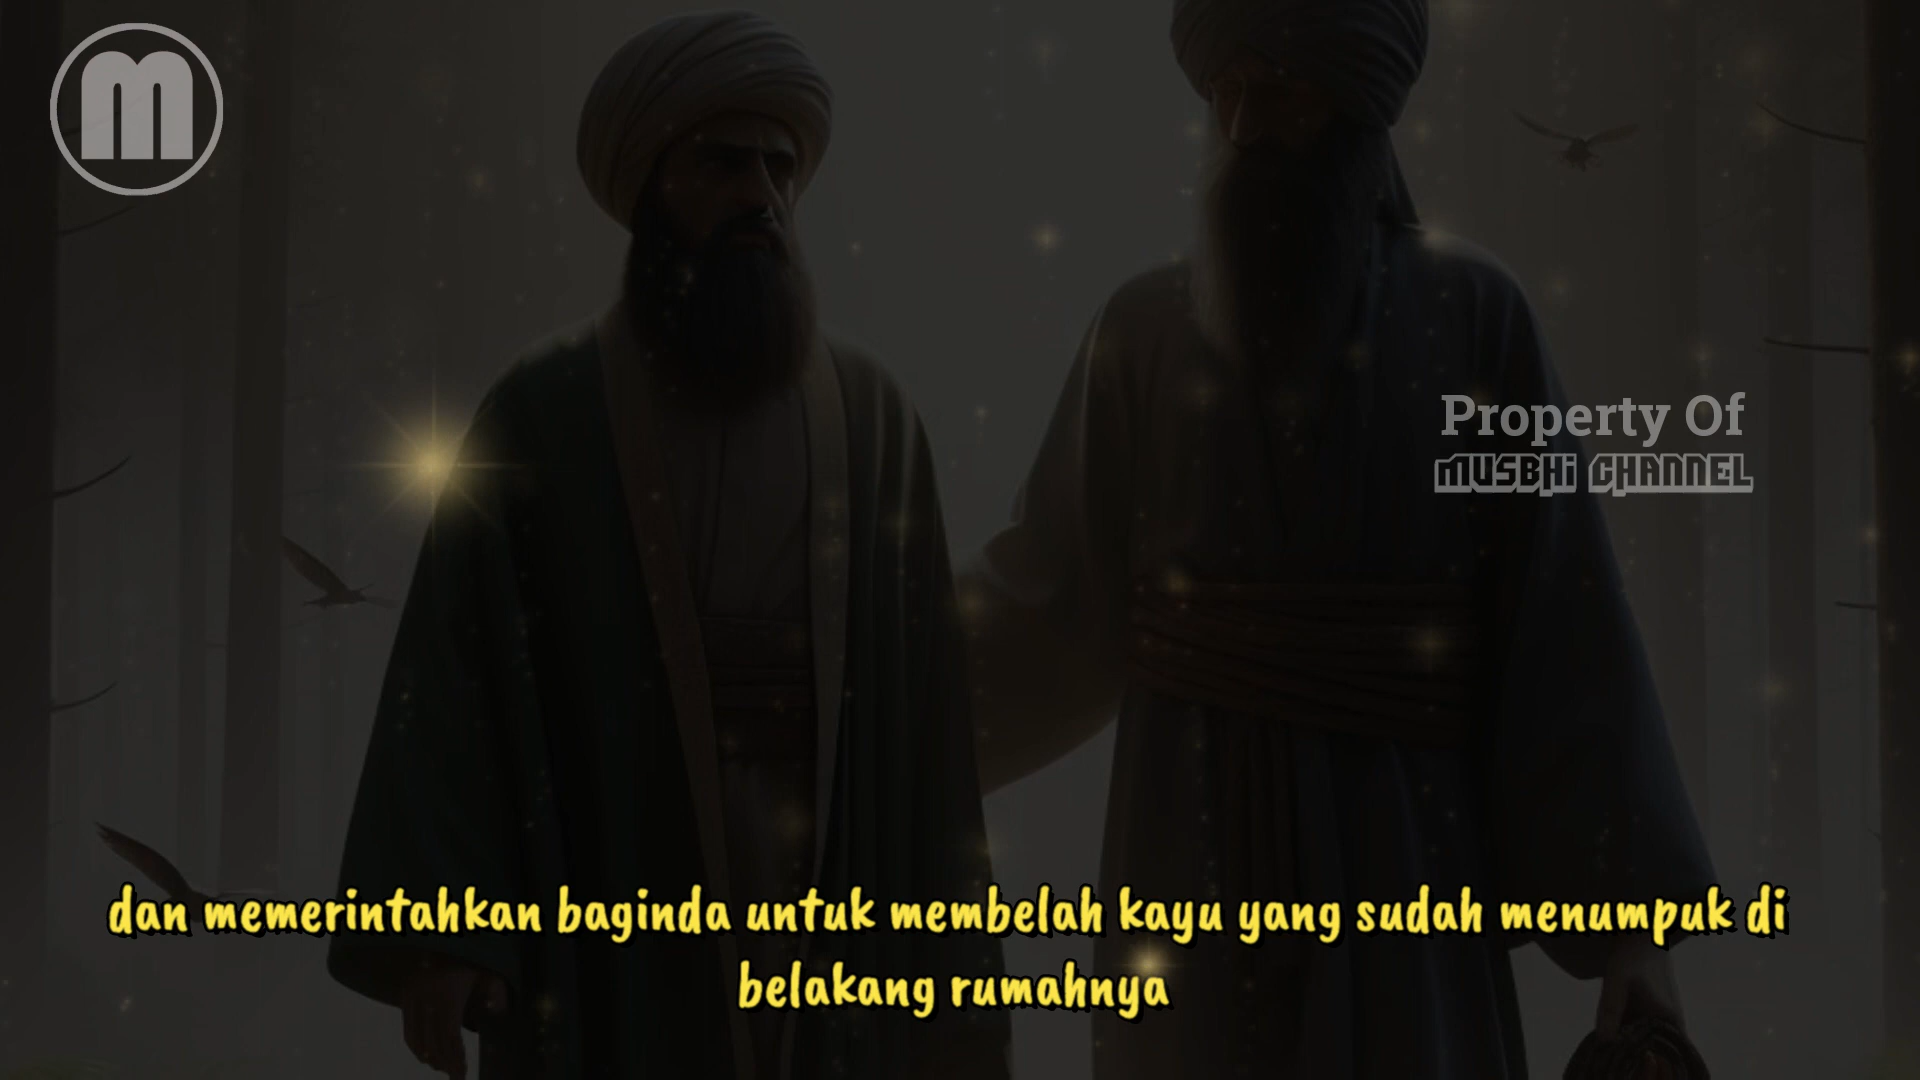 M
Property Of
MUSBHI CHANNEL
dan memerintahkan baginda untuk membelah kayu yang sudah menumpuk di
belakang rumahnya